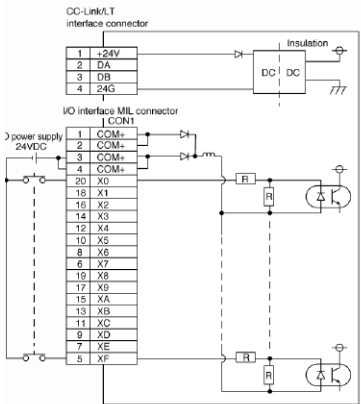 CC-Link/LT
interface connector
1 +24V
2 DA
3 DB
4 24G
Insulation
DC DC
I/O interface MIL connector
CON1
power supply
24VDC
1 COM+
2 COM+
3 COM+
4 COM+
20 X0
18 X1
16 X2
14 X3
12 X4
10 X5
8 X6
6 X7
19 X8
17 X9
15 XA
13 XB
11 XC
9 XD
7 XE
5 XF
R
R
R
R